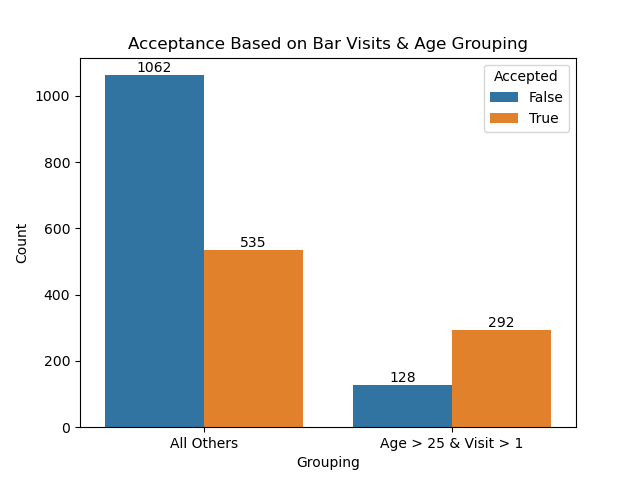 Acceptance Based on Bar Visits & Age Grouping
1062
Accepted
False
True
1000
800
600
400
200
0
Count
535
128
292
All Others
Age > 25 & Visit > 1
Grouping